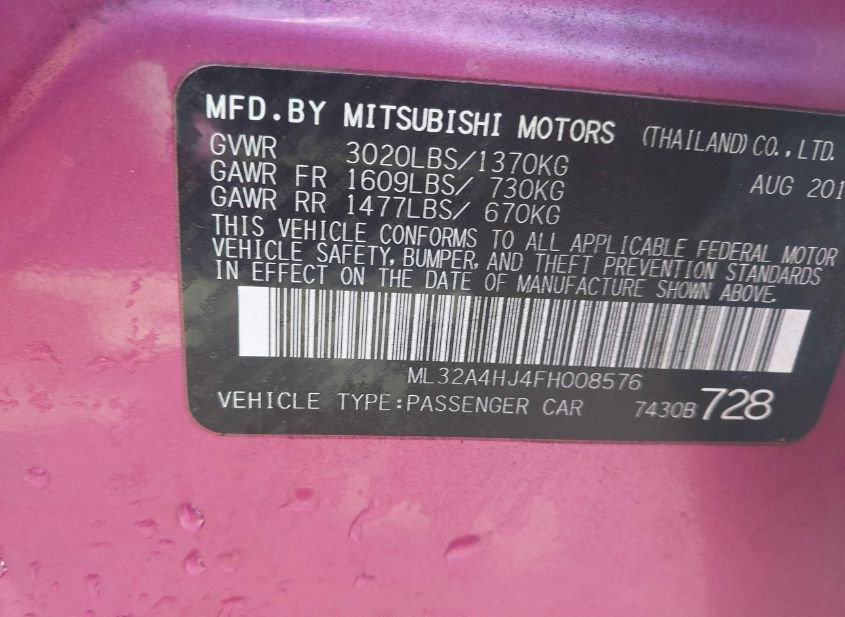 MFD.BY MITSUBISHI MOTORS (THAILAND) CO., LTD.
GVWR 3020LBS/1370KG AUG 201
GAWR FR 1609LBS/ 730KG
GAWR RR 1477LBS/ 670KG
THIS VEHICLE CONFORMS TO ALL APPLICABLE FEDERAL MOTOR
VEHICLE SAFETY, BUMPER, AND THEFT PREVENTION STANDARDS
IN EFFECT ON THE DATE OF MANUFACTURE SHOWN ABOVE.
ML32A4HJ4FH008576
VEHICLE TYPE:PASSENGER CAR 7430B 728